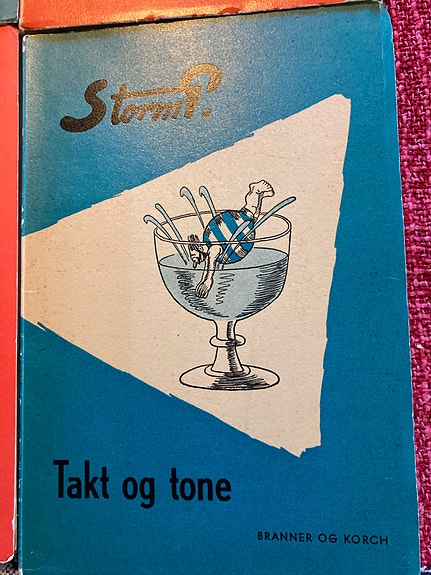 Storm P.
Takt og tone
BRANNER OG KORCH